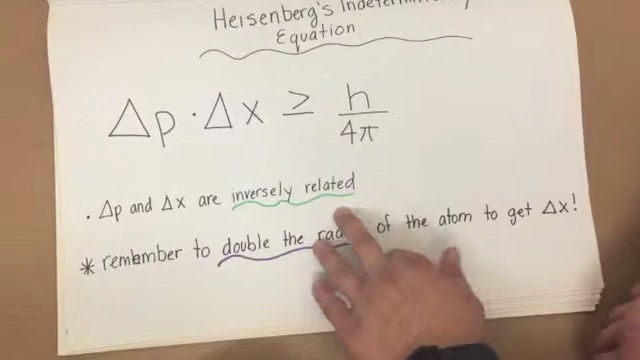 Heisenberg's
Equation
Δp · Δx ≥ h/4π
· Δp and Δx are inversely related
* remember to double the of the atom to get Δx!